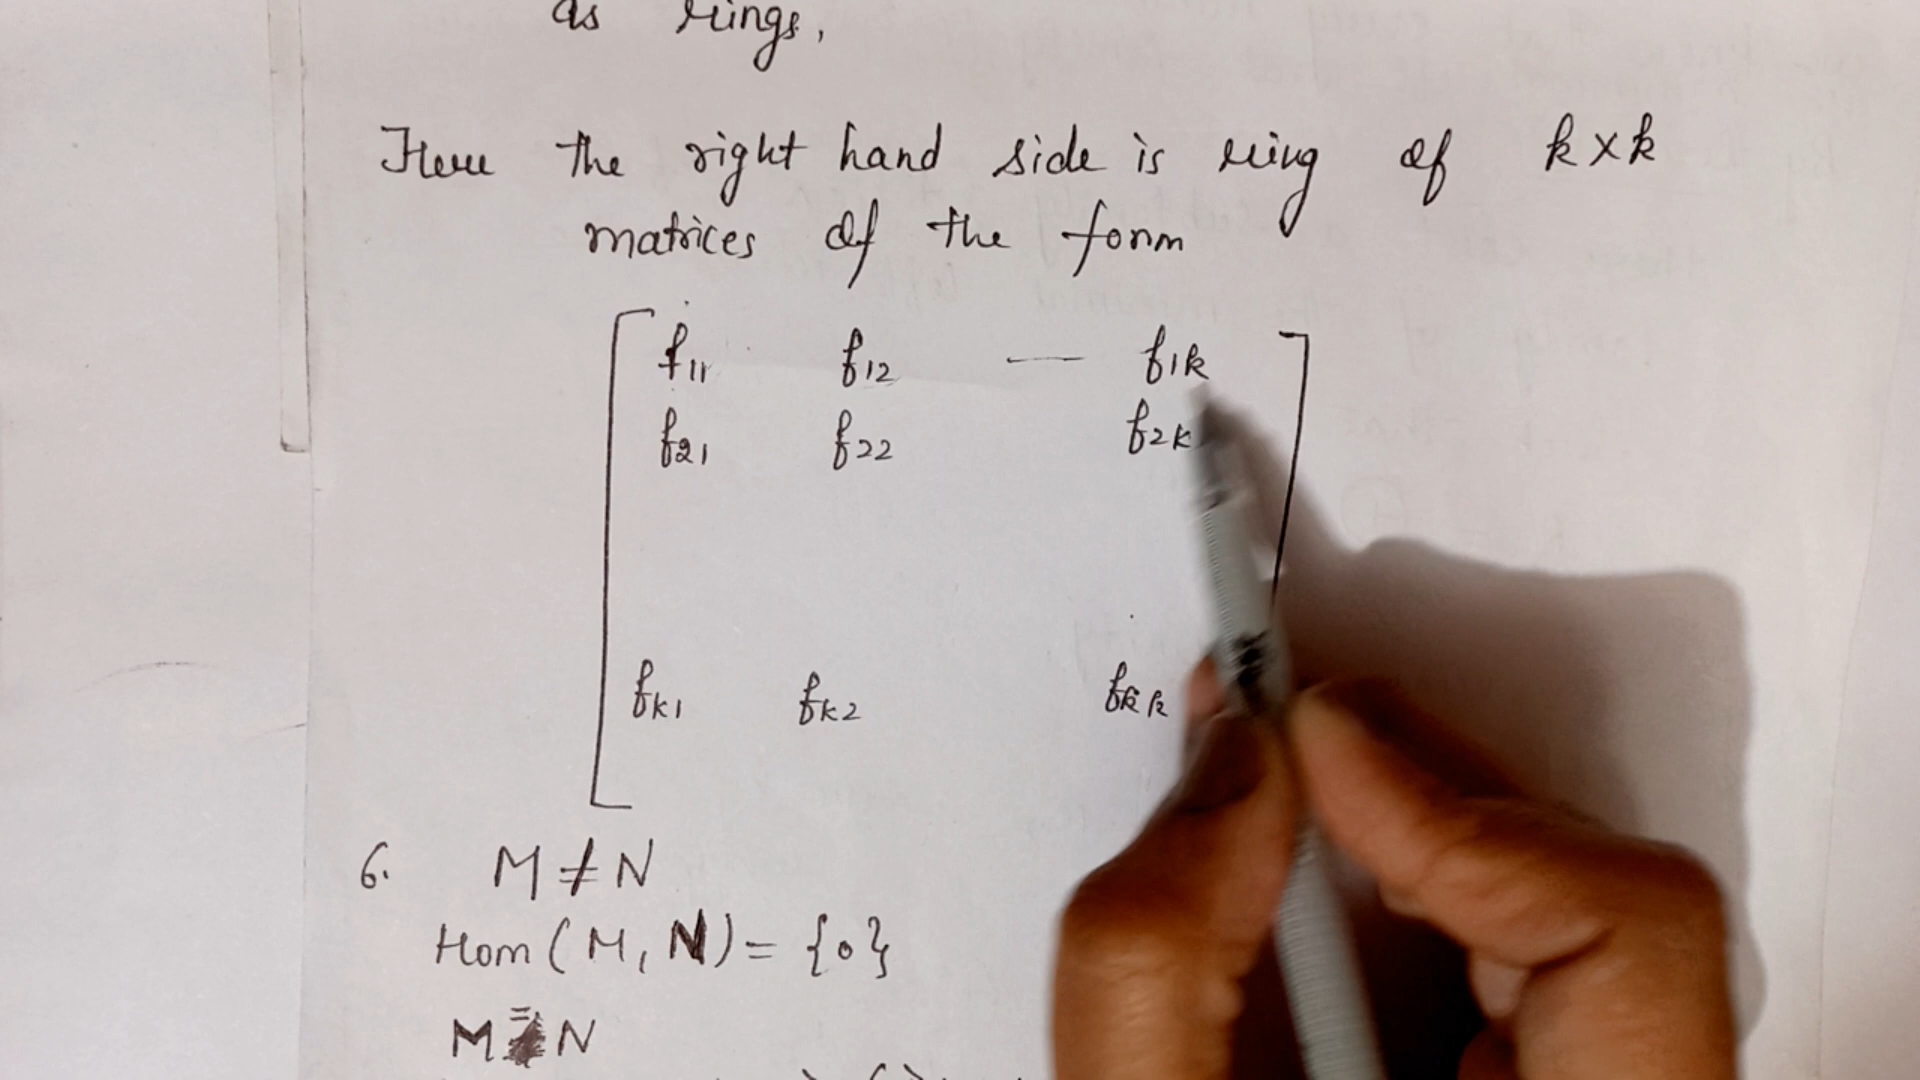 as rings,
Here the right hand side is ring of k×k
matrices of the form
f11 f12 — f1k
f21 f22 f2k
fk1 fk2 fkk
6. M ≠ N
Hom(M, N) = {0}
M = N